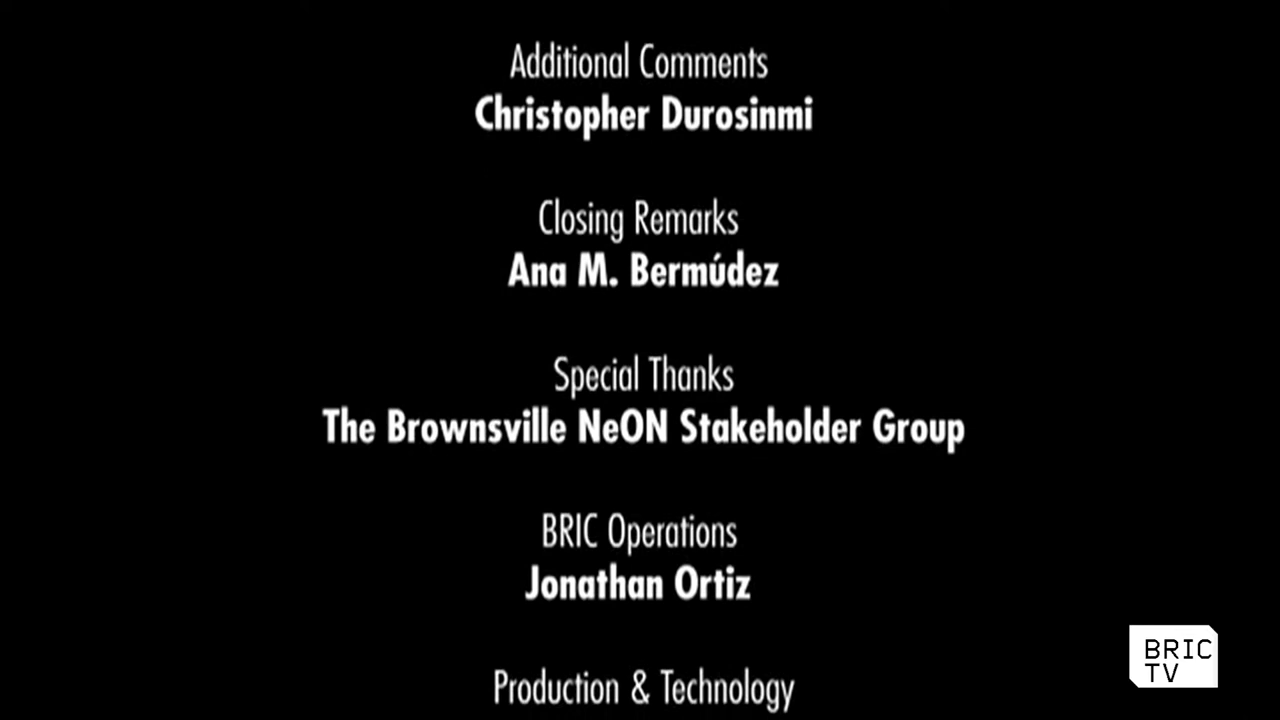 Additional Comments
Christopher Durosinmi
Closing Remarks
Ana M. Bermúdez
Special Thanks
The Brownsville NeON Stakeholder Group
BRIC Operations
Jonathan Ortiz
Production & Technology
BRIC
TV